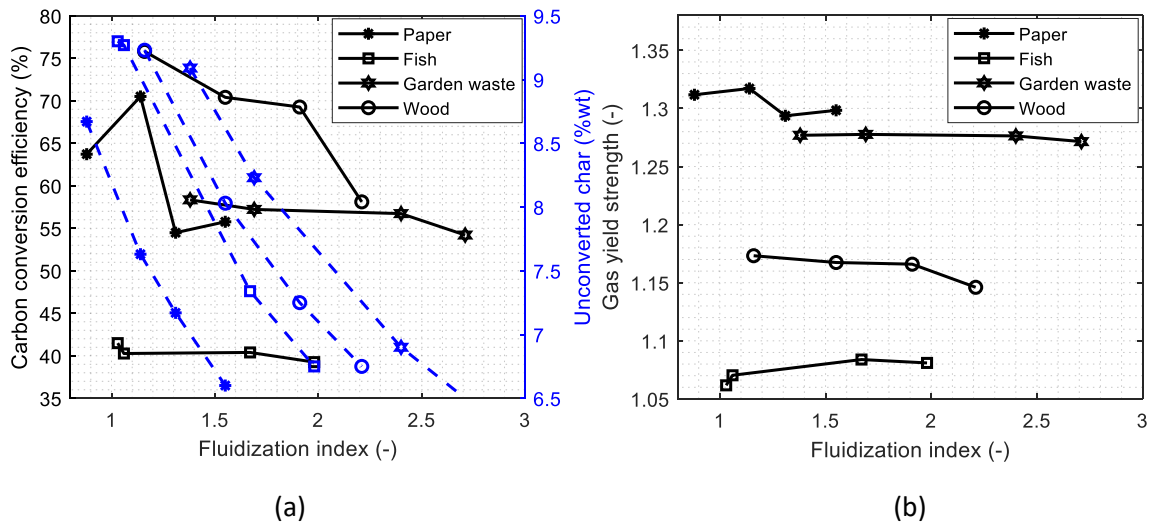 Carbon conversion efficiency (%)
80
75
70
65
60
55
50
45
40
35
1
1.5
2
2.5
3
Fluidization index (-)
9.5
9
8.5
8
7.5
7
6.5
Unconverted char (%wt)
Paper
Fish
Garden waste
Wood
(a)
Gas yield strength (-)
1.35
1.3
1.25
1.2
1.15
1.1
1.05
1
1.5
2
2.5
3
Fluidization index (-)
Paper
Fish
Garden waste
Wood
(b)